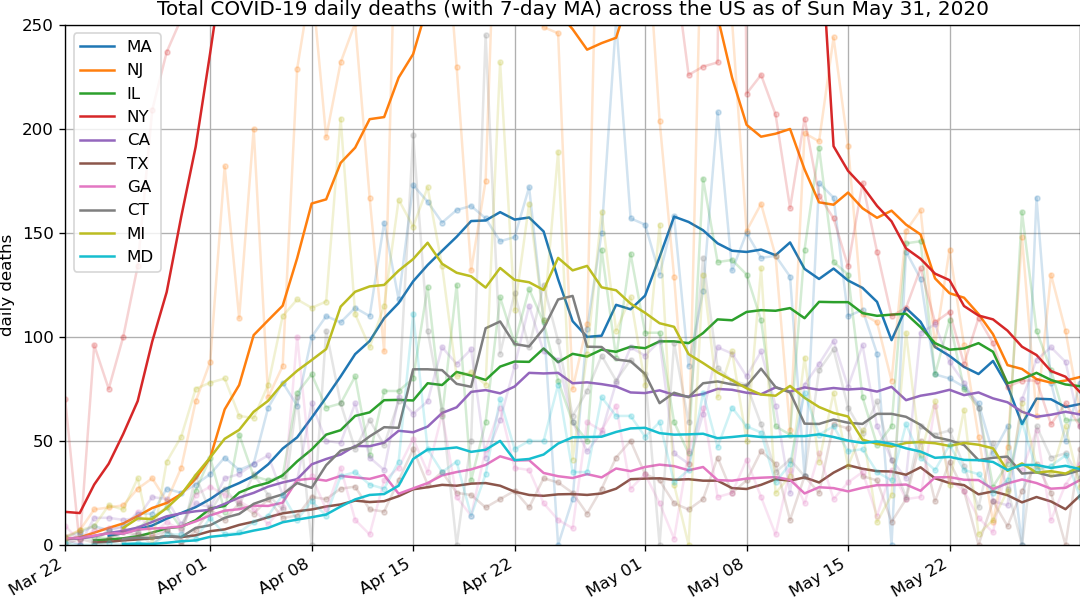 Total COVID-19 daily deaths (with 7-day MA) across the US as of Sun May 31, 2020
250
200
150
100
50
0
daily deaths
MA
NJ
IL
NY
CA
TX
GA
CT
MI
MD
Mar 22
Apr 01
Apr 08
Apr 15
Apr 22
May 01
May 08
May 15
May 22